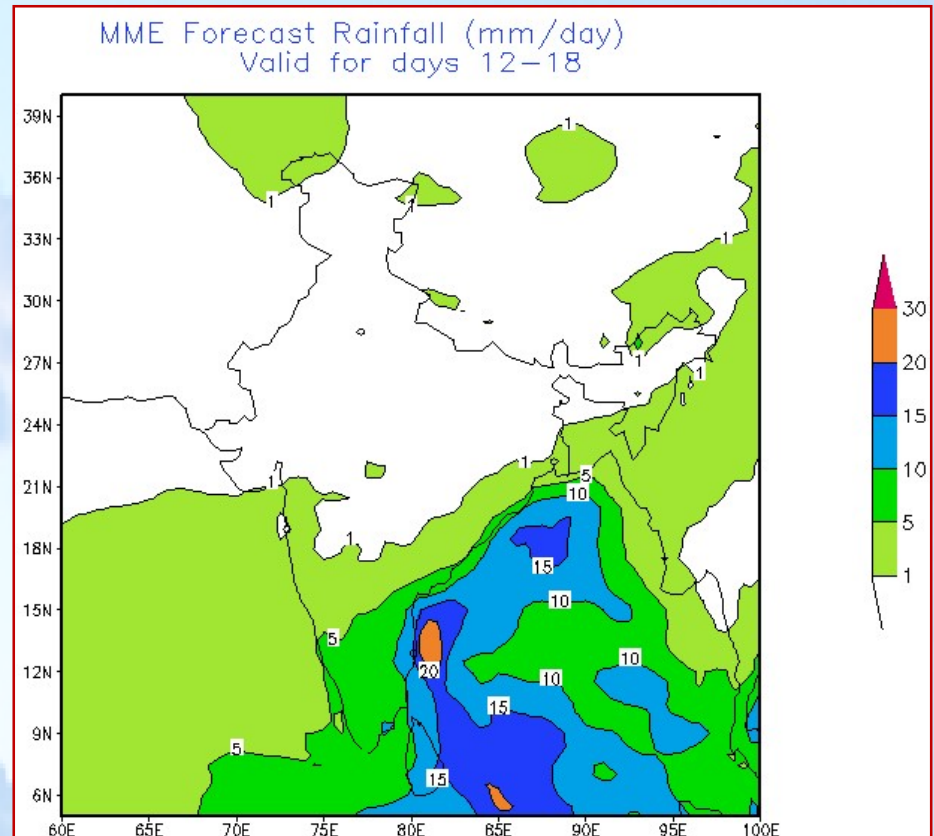 MME Forecast Rainfall (mm/day)
Valid for days 12-18
39N
36N
33N
30N
27N
24N
21N
18N
15N
12N
9N
6N
60E 65E 70E 75E 80E 85E 90E 95E 100E
1
1
1
1
1
1
1
1
1
1
5
10
15
10
5
10
20
10
15
5
15
30
20
15
10
5
1